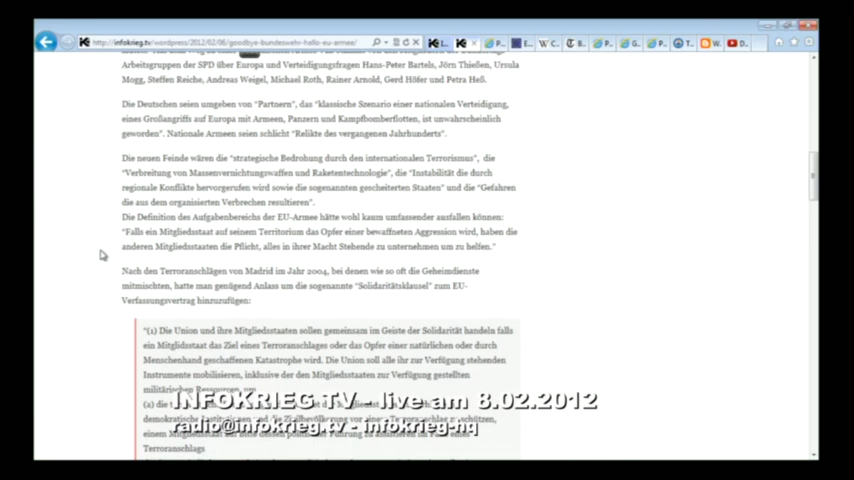 http://infokrieg.tv/wordpress/2012/02/06/goodbye-bundeswehr-hallo-eu-armee/
Arbeitsgruppen der SPD über Europa und Verteidigungsfragen Hans-Peter Bartels, Jörn Thießen, Ursula
Mogg, Steffen Reiche, Andreas Weigel, Michael Roth, Rainer Arnold, Gerd Höfer und Petra Heß.
Die Deutschen seien umgeben von "Partnern", das "klassische Szenario einer nationalen Verteidigung,
eines Großangriffs auf Europa mit Armeen, Panzern und Kampfbomberflotten, ist unwahrscheinlich
geworden". Nationale Armeen seien schlicht "Relikte des vergangenen Jahrhunderts".
Die neuen Feinde wären die "strategische Bedrohung durch den internationalen Terrorismus", die
"Verbreitung von Massenvernichtungswaffen und Raketentechnologie", die "Instabilität die durch
regionale Konflikte hervorgerufen wird sowie die sogenannten gescheiterten Staaten" und die "Gefahren
die aus dem organisierten Verbrechen resultieren".
Die Definition des Aufgabenbereichs der EU-Armee hätte wohl kaum umfassender ausfallen können:
"Falls ein Mitgliedsstaat auf seinem Territorium das Opfer einer bewaffneten Aggression wird, haben die
anderen Mitgliedsstaaten die Pflicht, alles in ihrer Macht Stehende zu unternehmen um zu helfen."
Nach den Terroranschlägen von Madrid im Jahr 2004, bei denen wie so oft die Geheimdienste
mitmischten, hatte man genügend Anlass um die sogenannte "Solidaritätsklausel" zum EU-
Verfassungsvertrag hinzuzufügen:
"(1) Die Union und ihre Mitgliedsstaaten sollen gemeinsam im Geiste der Solidarität handeln falls
ein Mitglidsstaat das Ziel eines Terroranschlages oder das Opfer einer natürlichen oder durch
Menschenhand geschaffenen Katastrophe wird. Die Union soll alle ihr zur Verfügung stehenden
Instrumente mobilisieren, inklusive der den Mitgliedsstaaten zur Verfügung gestellten
militärischen Ressourcen, um
INFOKRIEG TV - live am 8.02.2012
radio@infokrieg.tv - infokrieg-hq
Terroranschlags